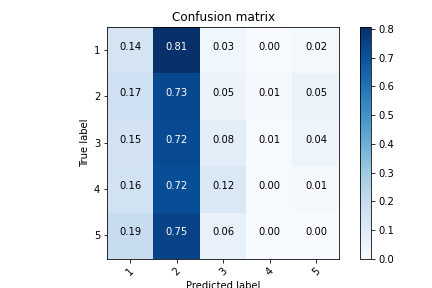 Confusion matrix
1 0.14 0.81 0.03 0.00 0.02
2 0.17 0.73 0.05 0.01 0.05
3 0.15 0.72 0.08 0.01 0.04
4 0.16 0.72 0.12 0.00 0.01
5 0.19 0.75 0.06 0.00 0.00
True label
1 2 3 4 5
Predicted label
0.8
0.7
0.6
0.5
0.4
0.3
0.2
0.1
0.0